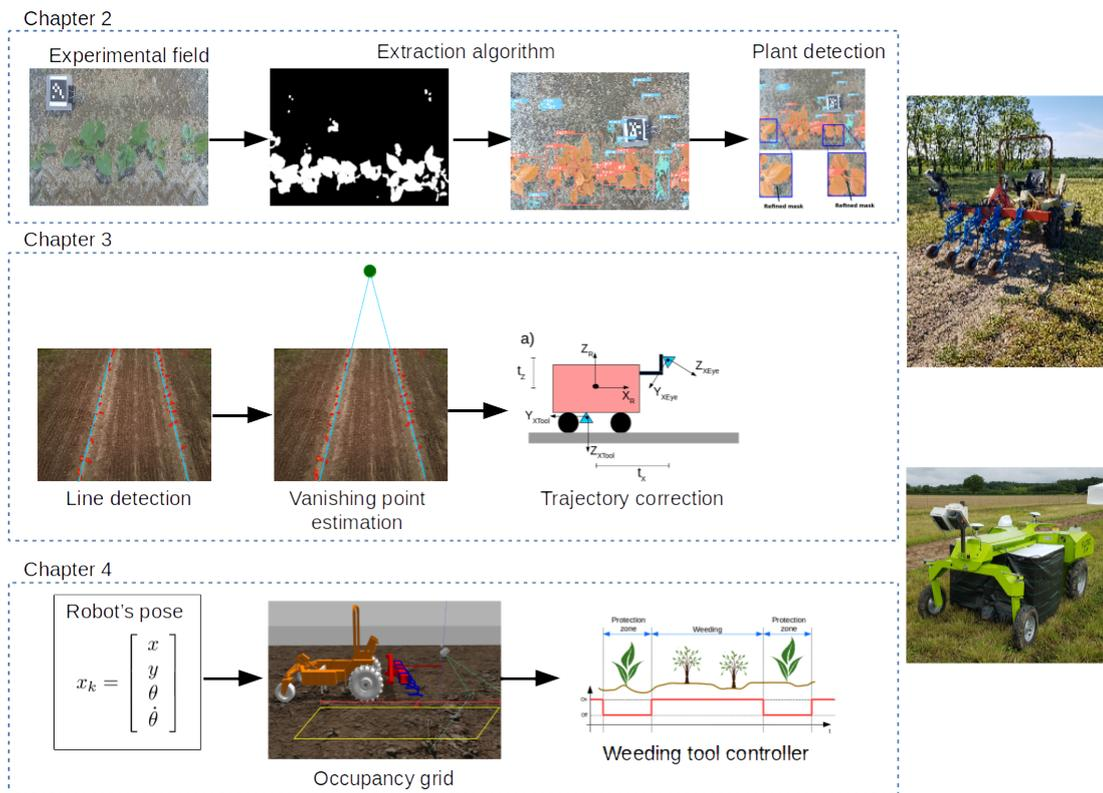 Chapter 2
Experimental field
Extraction algorithm
Plant detection
Refined mask
Refined mask
Chapter 3
a)
Z_R
t_z
X_R
Z_XEye
Y_XEye
Y_XTool
Z_XTool
t_x
Line detection
Vanishing point
estimation
Trajectory correction
Chapter 4
Robot's pose
x_k =
x
y
θ
θ̇
Occupancy grid
Protection
zone
Weeding
Protection
zone
On
Off
t
Weeding tool controller